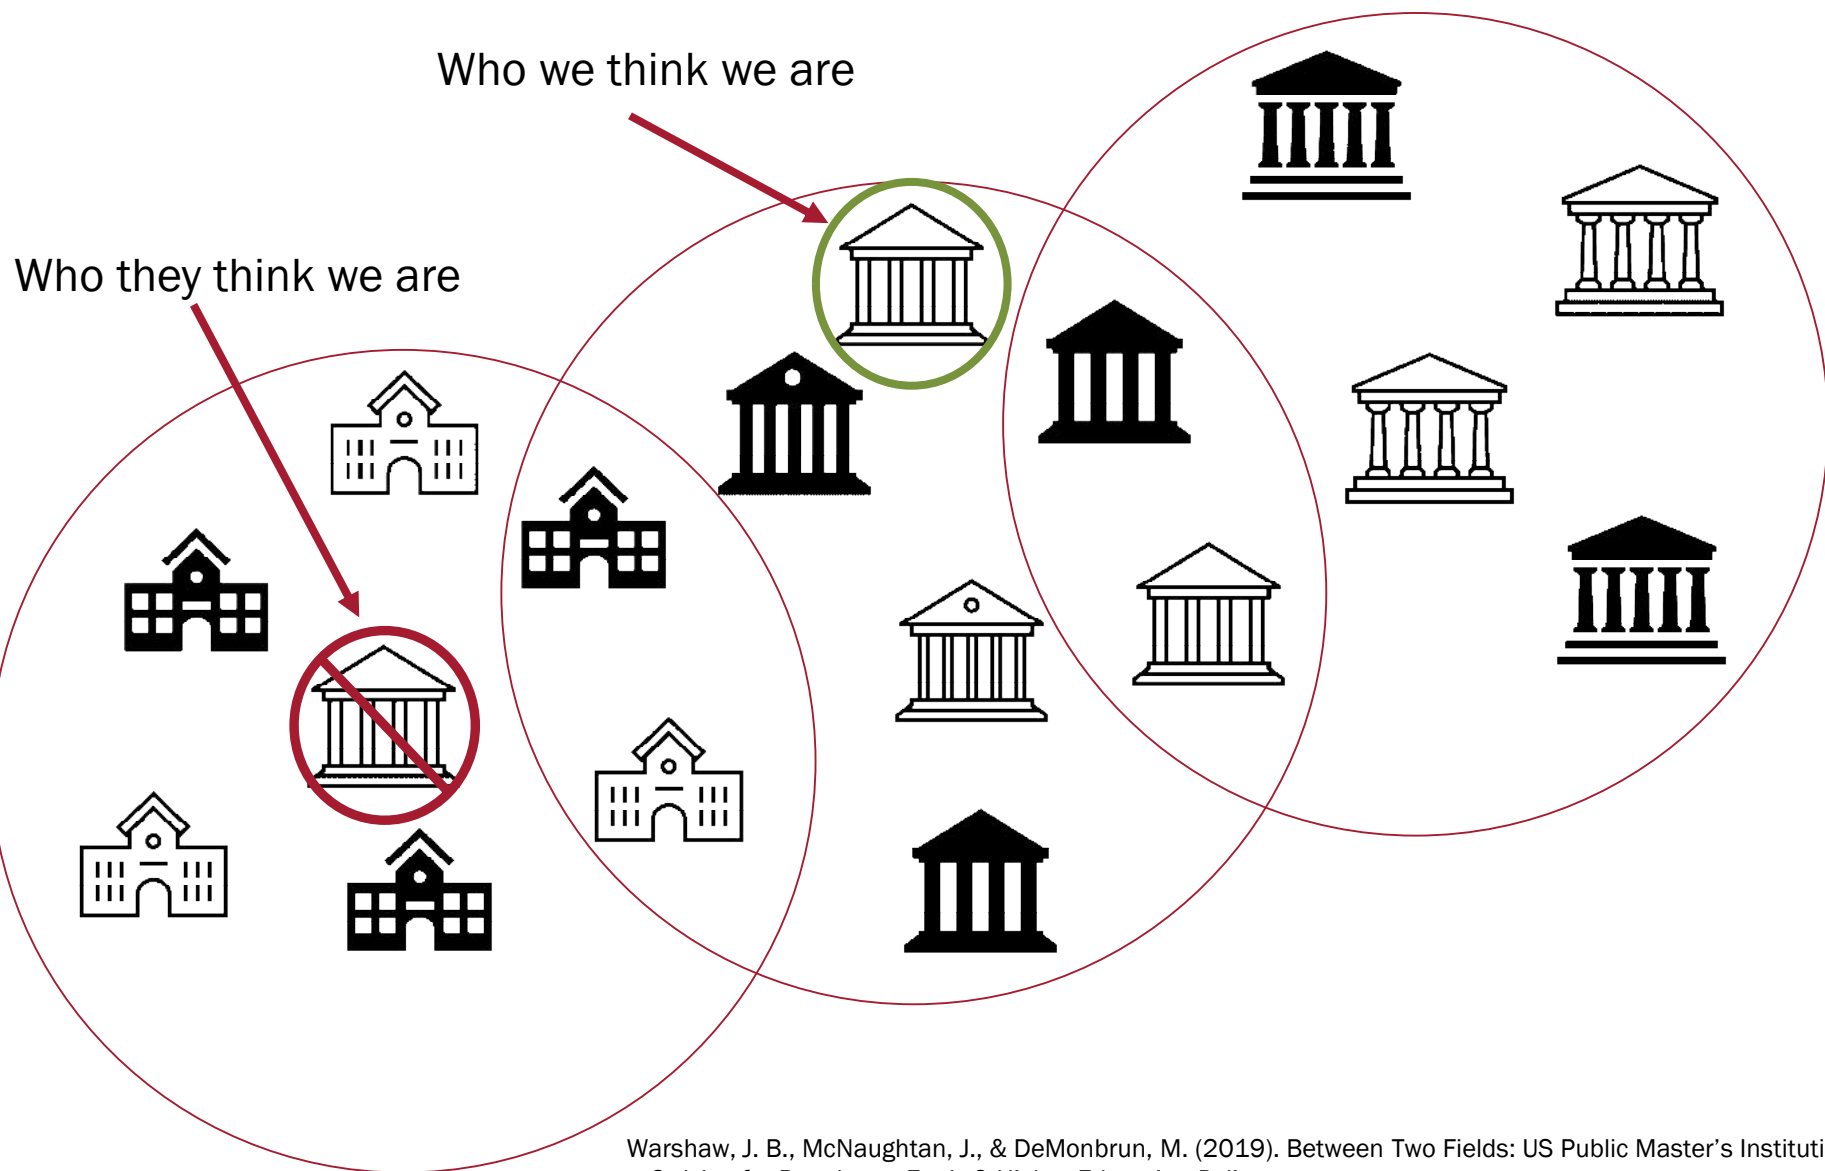 Who we think we are
Who they think we are
Warshaw, J. B., McNaughtan, J., & DeMonbrun, M. (2019). Between Two Fields: US Public Master's